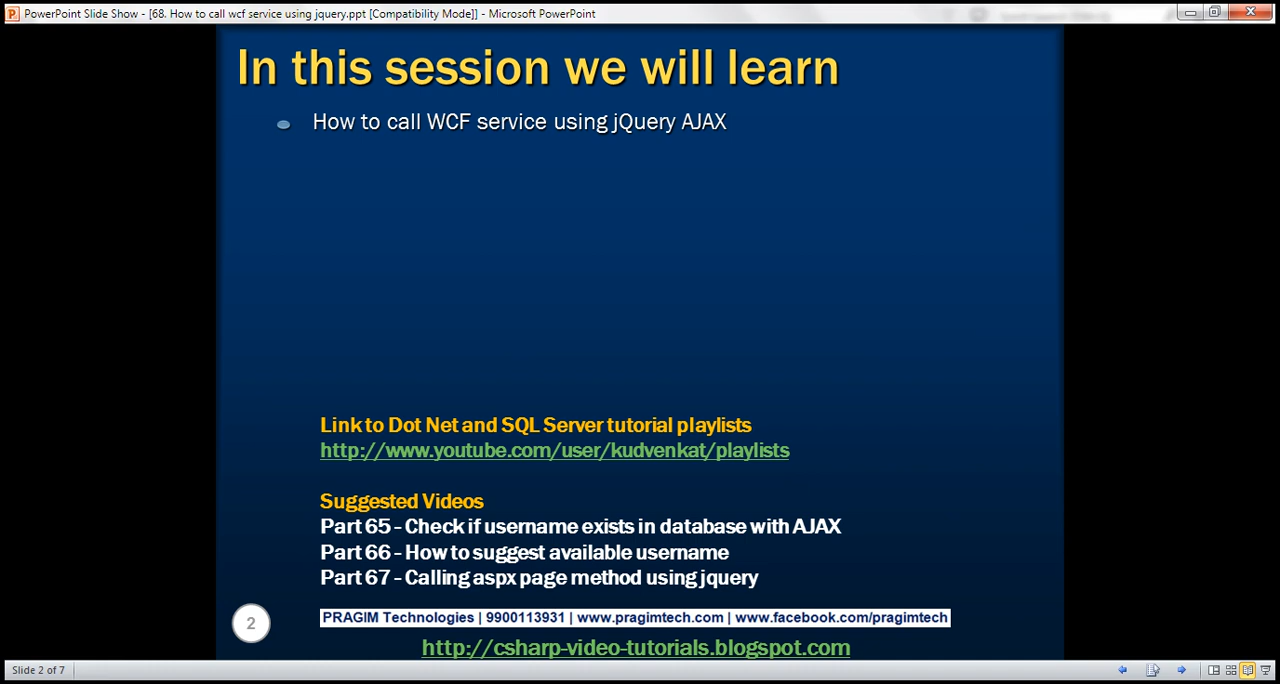 PowerPoint Slide Show - [68. How to call wcf service using jquery.ppt [Compatibility Mode]] - Microsoft PowerPoint
In this session we will learn
How to call WCF service using jQuery AJAX
Link to Dot Net and SQL Server tutorial playlists
http://www.youtube.com/user/kudvenkat/playlists
Suggested Videos
Part 65 - Check if username exists in database with AJAX
Part 66 - How to suggest available username
Part 67 - Calling aspx page method using jquery
2
PRAGIM Technologies | 9900113931 | www.pragimtech.com | www.facebook.com/pragimtech
http://csharp-video-tutorials.blogspot.com
Slide 2 of 7